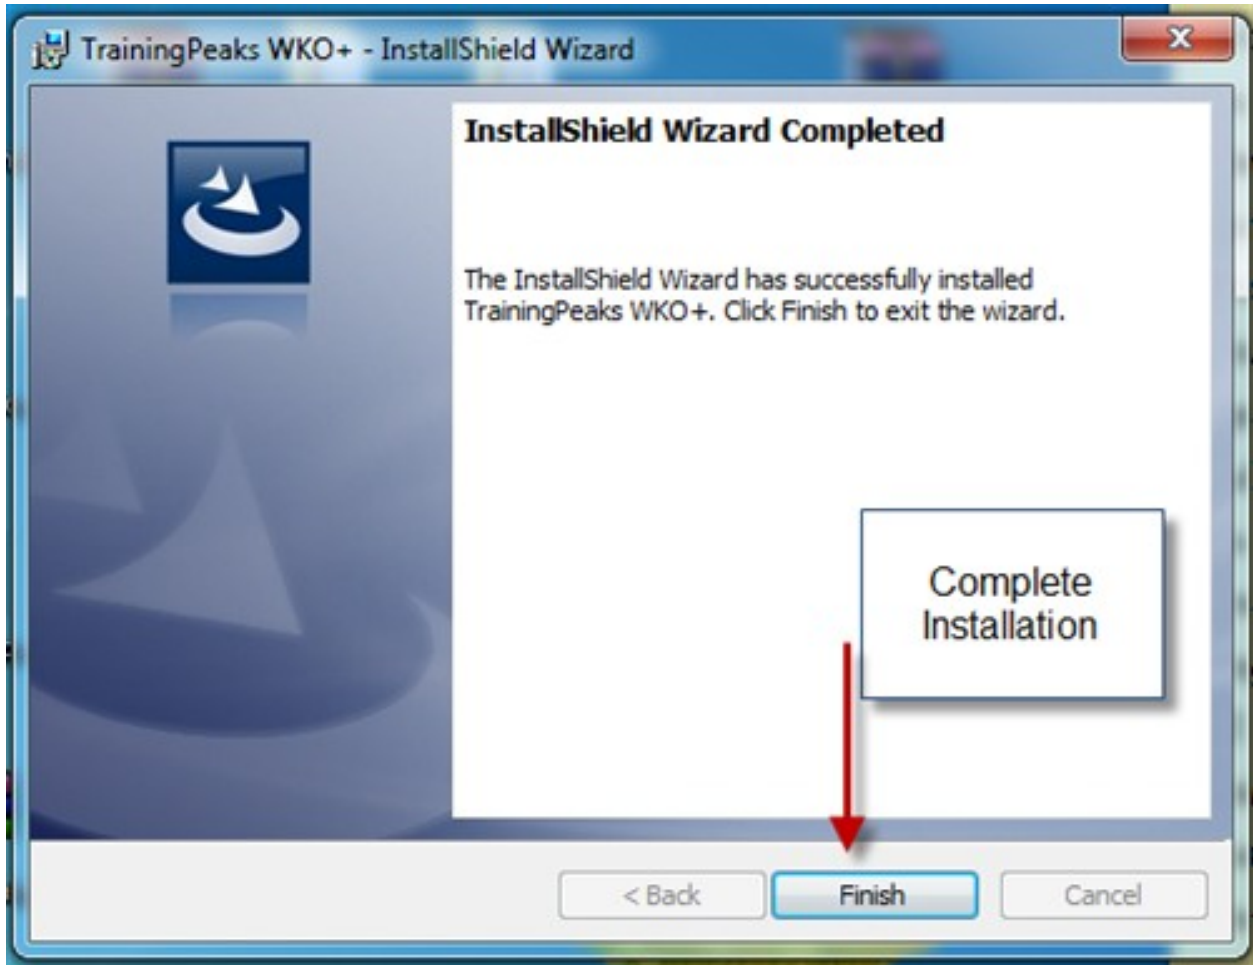 TrainingPeaks WKO+ - InstallShield Wizard
InstallShield Wizard Completed
The InstallShield Wizard has successfully installed
TrainingPeaks WKO+. Click Finish to exit the wizard.
Complete
Installation
< Back
Finish
Cancel